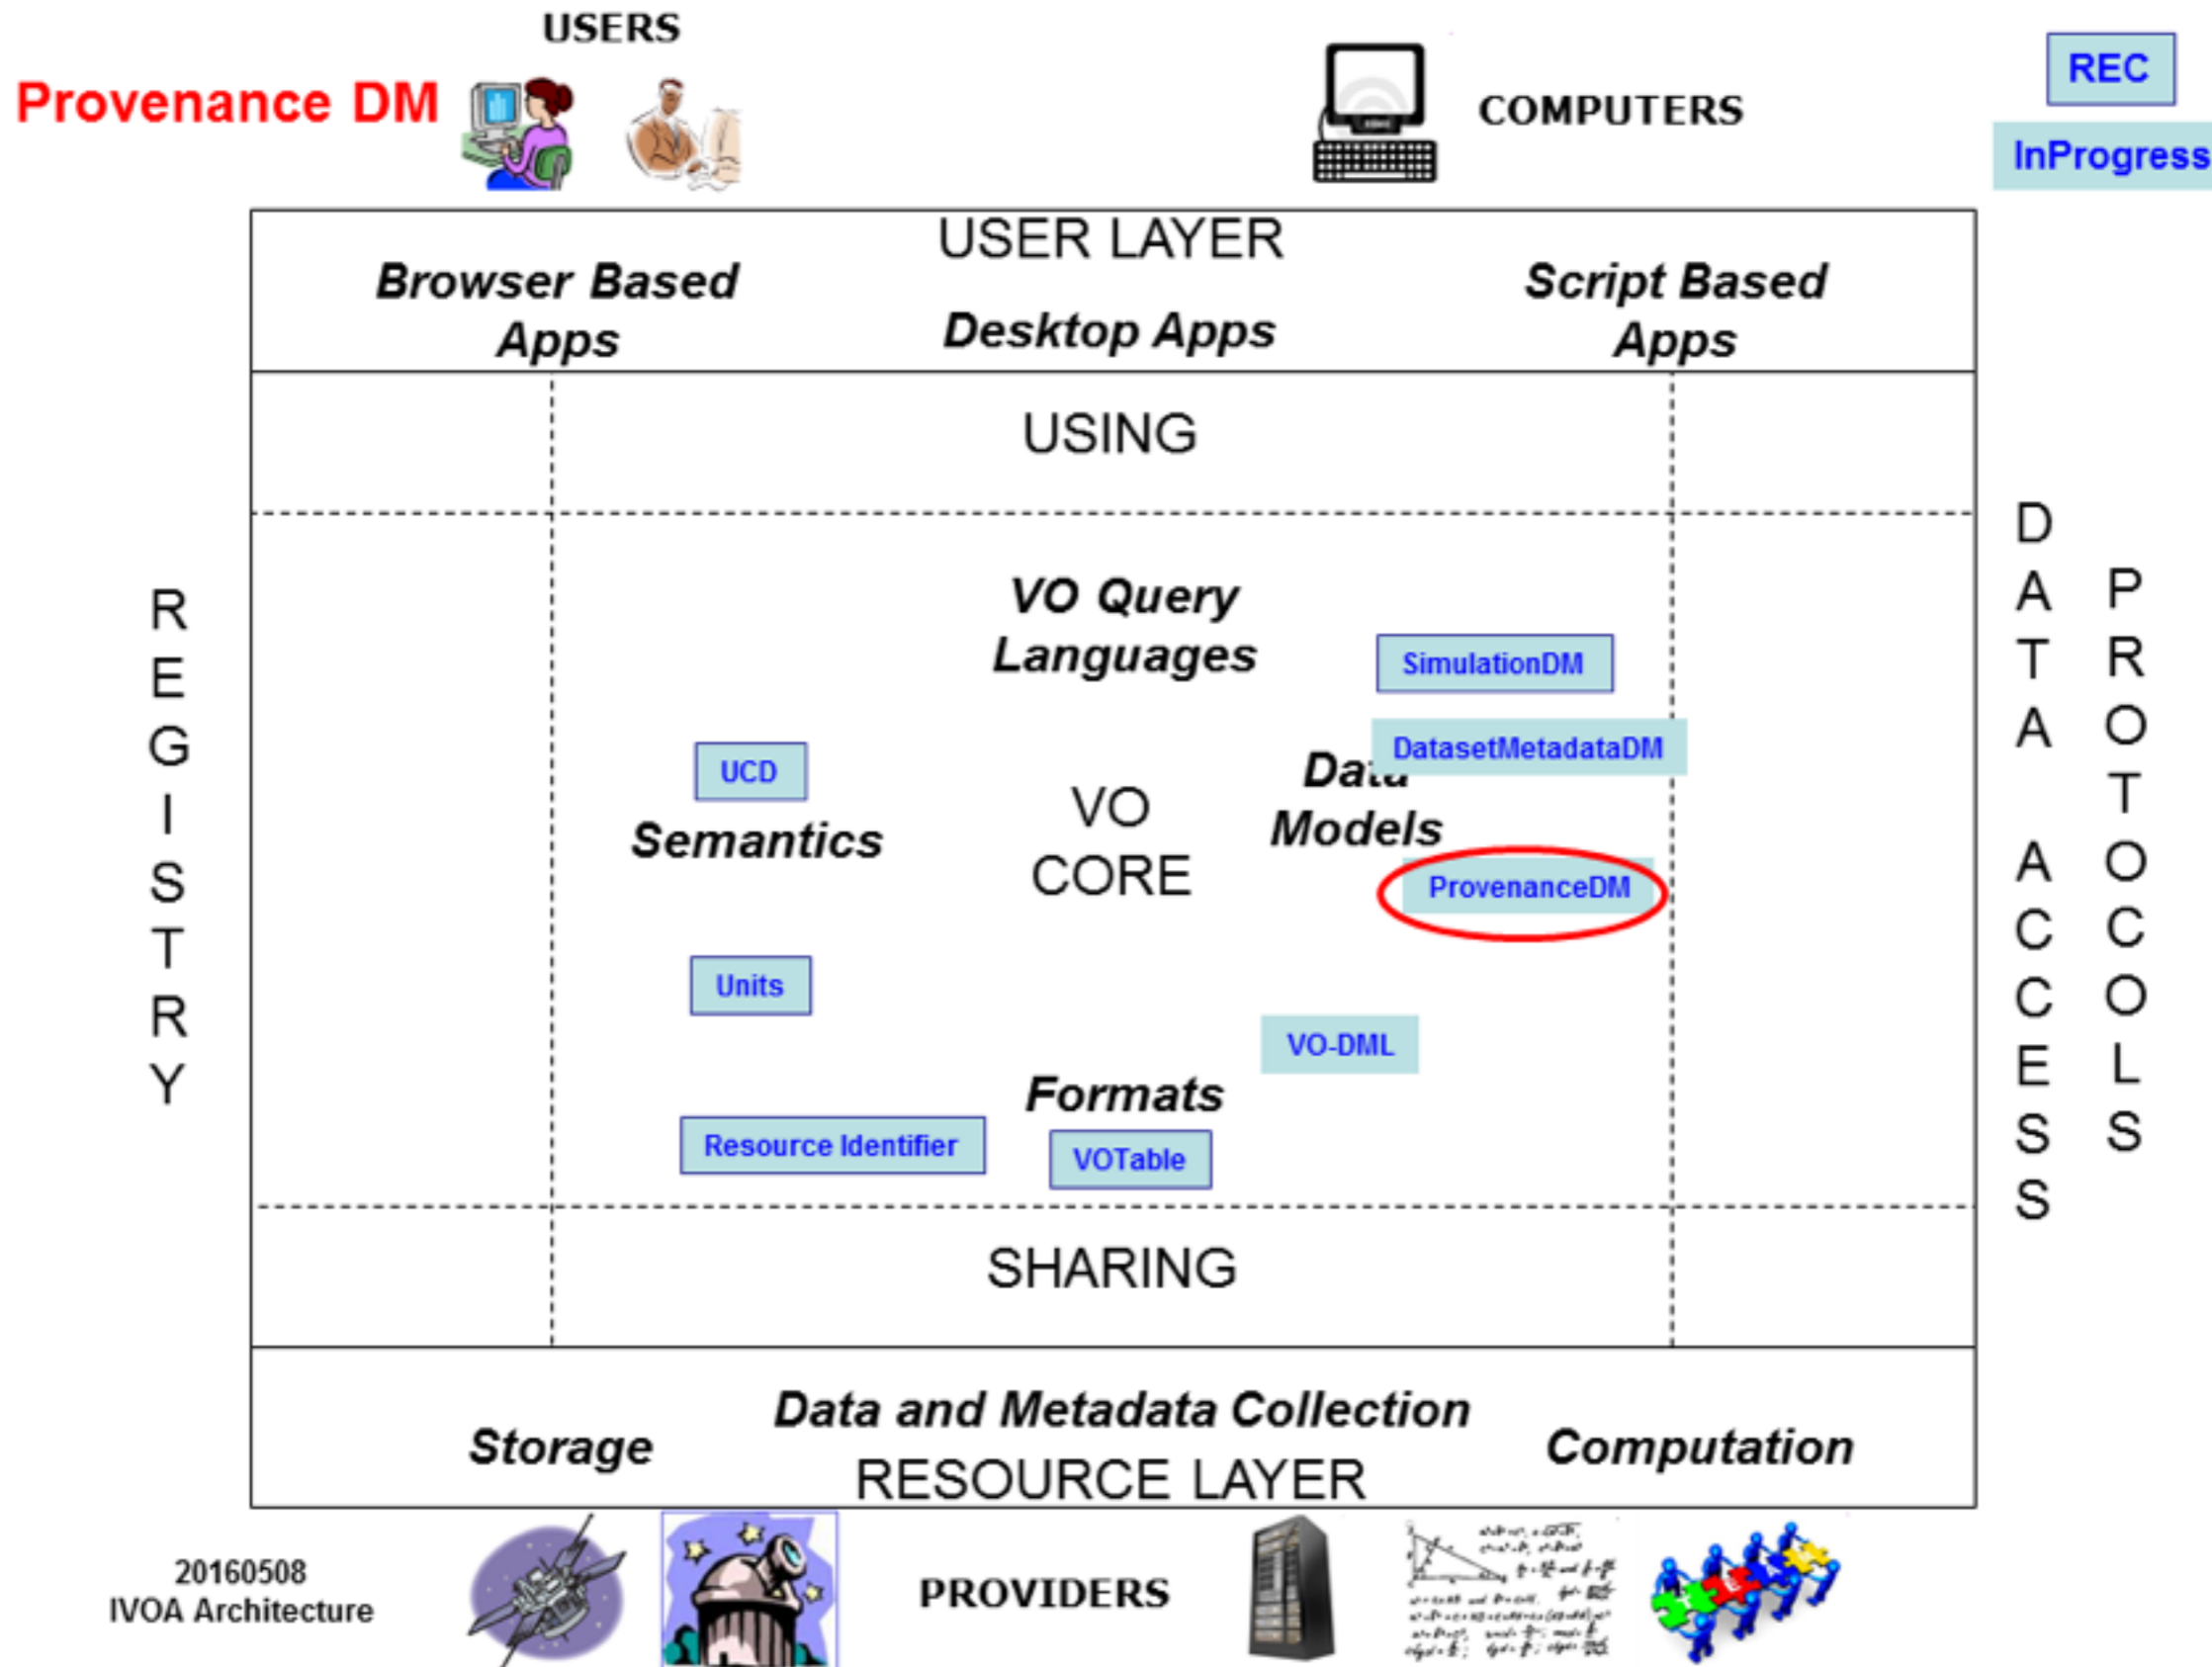 USERS
Provenance DM
COMPUTERS
REC
InProgress
USER LAYER
Browser Based
Apps
Desktop Apps
Script Based
Apps
USING
REGISTRY
VO Query
Languages
SimulationDM
DatasetMetadataDM
UCD
Semantics
VO
CORE
Data
Models
ProvenanceDM
Units
VO-DML
Formats
Resource Identifier
VOTable
DATA ACCESS
PROTOCOLS
SHARING
Data and Metadata Collection
Storage
Computation
RESOURCE LAYER
20160508
IVOA Architecture
PROVIDERS